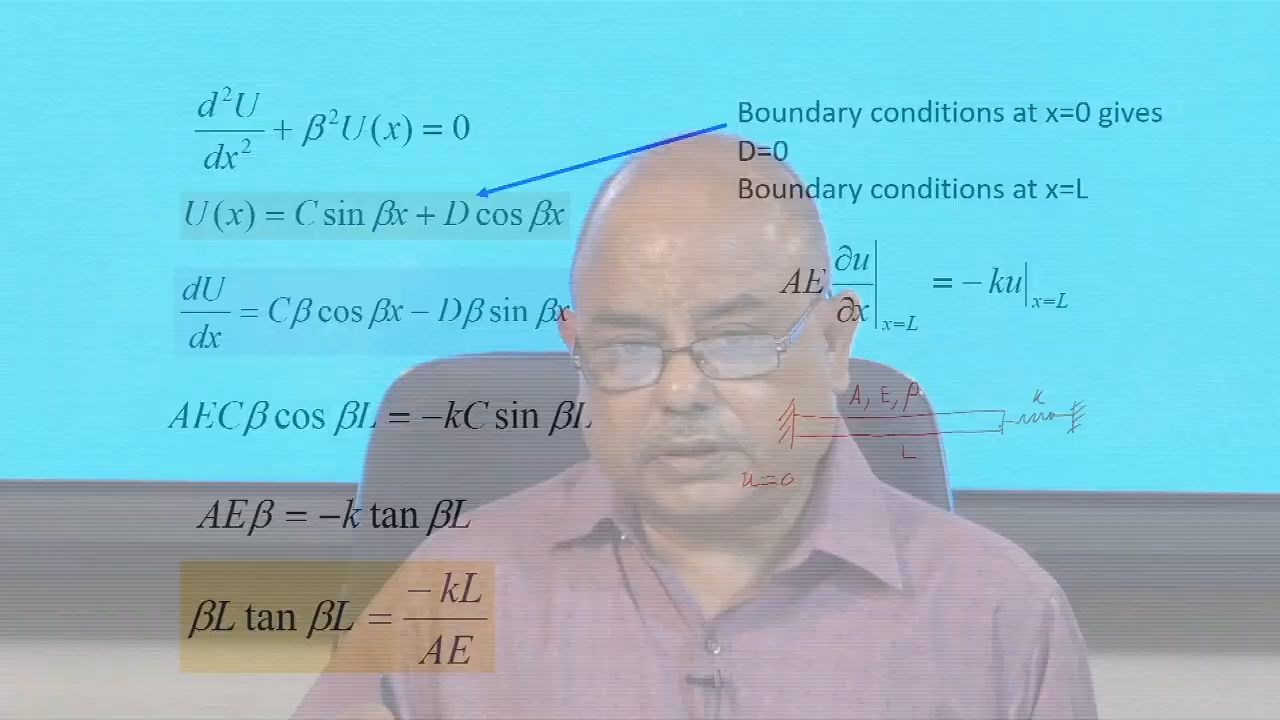 d²U/dx² + β²U(x) = 0
U(x) = C sin βx + D cos βx
dU/dx = Cβ cos βx − Dβ sin βx
AECβ cos βL = −kC sin βL
AEβ = −k tan βL
βL tan βL = −kL/AE
Boundary conditions at x=0 gives
D=0
Boundary conditions at x=L
AE ∂u/∂x|x=L = −ku|x=L
A, E, ρ
k
L
u=0